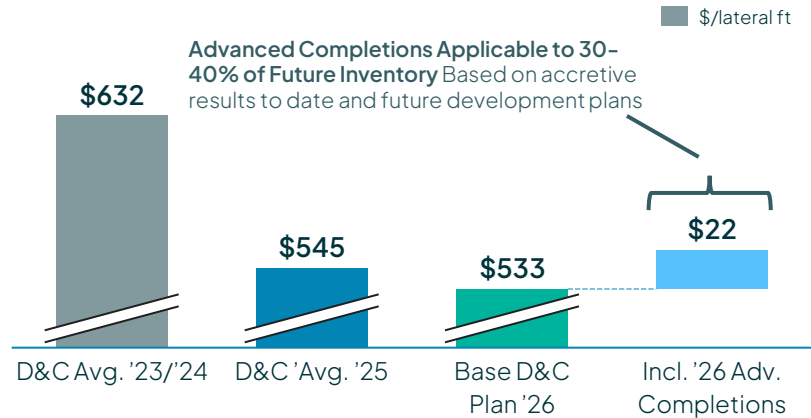 $/lateral ft
Advanced Completions Applicable to 30–
40% of Future Inventory Based on accretive
results to date and future development plans
$632
$545
$533
$22
D&C Avg. ’23/’24
D&C ’Avg. ’25
Base D&C
Plan ’26
Incl. ’26 Adv.
Completions